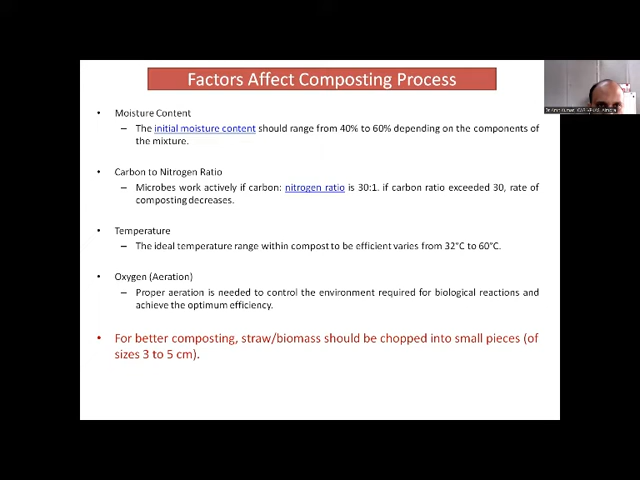 Factors Affect Composting Process
• Moisture Content
– The initial moisture content should range from 40% to 60% depending on the components of
the mixture.
• Carbon to Nitrogen Ratio
– Microbes work actively if carbon: nitrogen ratio is 30:1. if carbon ratio exceeded 30, rate of
composting decreases.
• Temperature
– The ideal temperature range within compost to be efficient varies from 32°C to 60°C.
• Oxygen (Aeration)
– Proper aeration is needed to control the environment required for biological reactions and
achieve the optimum efficiency.
• For better composting, straw/biomass should be chopped into small pieces (of
sizes 3 to 5 cm).